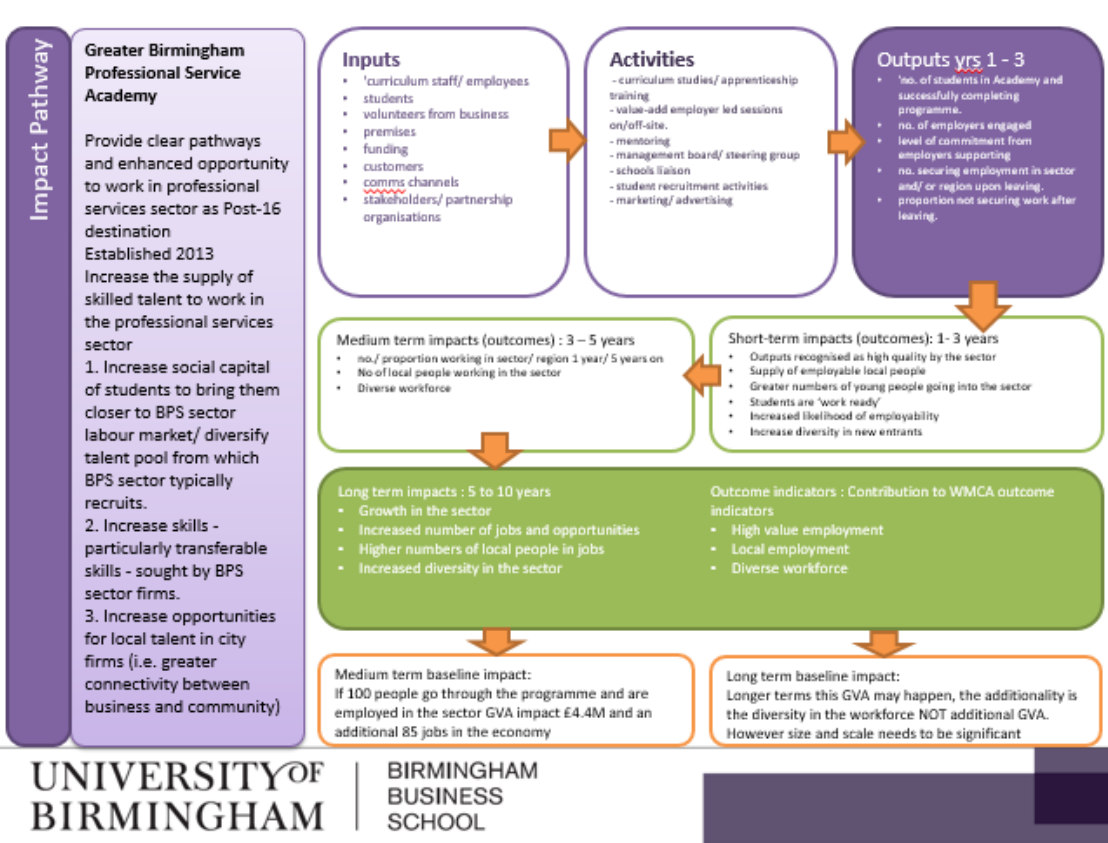 Impact Pathway
Greater Birmingham
Professional Service
Academy
Provide clear pathways
and enhanced opportunity
to work in professional
services sector as Post-16
destination
Established 2013
Increase the supply of
skilled talent to work in
the professional services
sector
1. Increase social capital
of students to bring them
closer to BPS sector
labour market/ diversify
talent pool from which
BPS sector typically
recruits.
2. Increase skills -
particularly transferable
skills - sought by BPS
sector firms.
3. Increase opportunities
for local talent in city
firms (i.e. greater
connectivity between
business and community)
Inputs
• 'curriculum staff/ employees
• students
• volunteers from business
• premises
• funding
• customers
• comms channels
• stakeholders/ partnership
organisations
Activities
- curriculum studies/ apprenticeship
training
- value-add employer led sessions
on/off-site.
- mentoring
- management board/ steering group
- schools liaison
- student recruitment activities
- marketing/ advertising
Outputs yrs 1 - 3
• 'no. of students in Academy and
successfully completing
programme.
• no. of employers engaged
• level of commitment from
employers supporting
• no. securing employment in sector
and/ or region upon leaving.
• proportion not securing work after
leaving.
Short-term impacts (outcomes): 1- 3 years
• Outputs recognised as high quality by the sector
• Supply of employable local people
• Greater numbers of young people going into the sector
• Students are 'work ready'
• Increased likelihood of employability
• Increase diversity in new entrants
Medium term impacts (outcomes) : 3 – 5 years
• no./ proportion working in sector/ region 1 year/ 5 years on
• No of local people working in the sector
• Diverse workforce
Long term impacts : 5 to 10 years
• Growth in the sector
• Increased number of jobs and opportunities
• Higher numbers of local people in jobs
• Increased diversity in the sector
Outcome indicators : Contribution to WMCA outcome
indicators
• High value employment
• Local employment
• Diverse workforce
Medium term baseline impact:
If 100 people go through the programme and are
employed in the sector GVA impact £4.4M and an
additional 85 jobs in the economy
Long term baseline impact:
Longer terms this GVA may happen, the additionality is
the diversity in the workforce NOT additional GVA.
However size and scale needs to be significant
UNIVERSITY OF
BIRMINGHAM
BIRMINGHAM
BUSINESS
SCHOOL